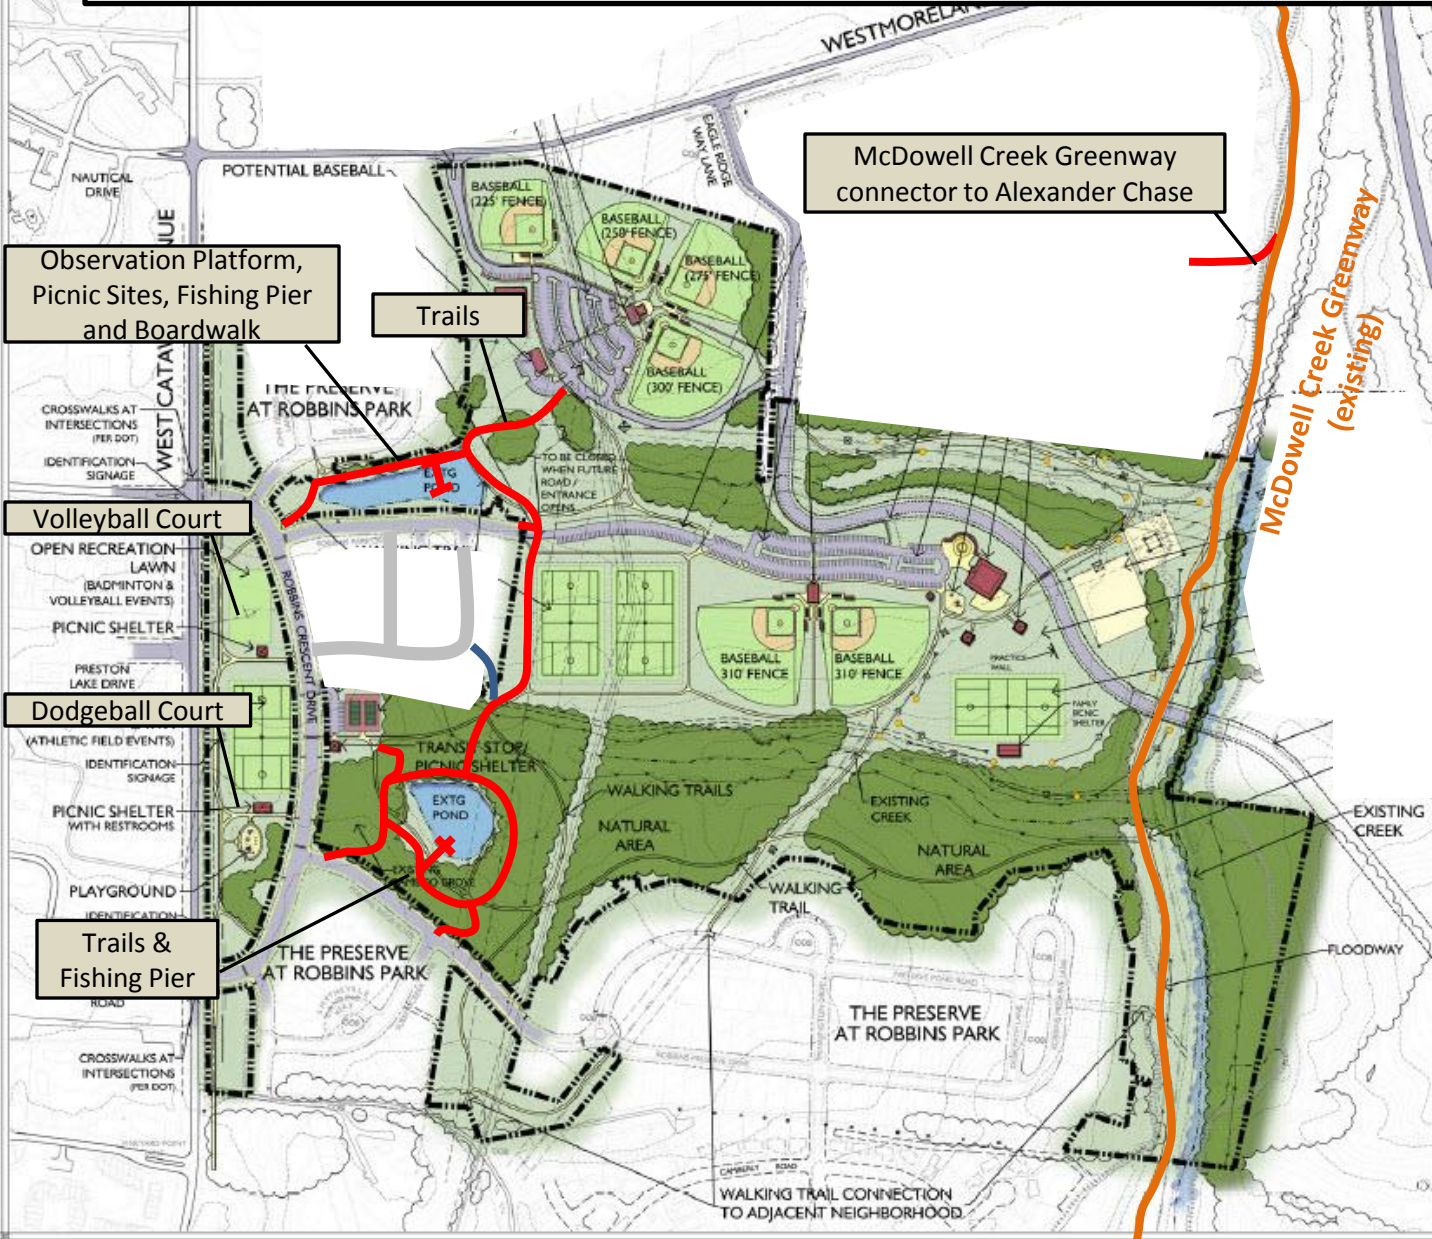 WESTMORELAN
EAGLE RIDGE
WAY LANE
McDowell Creek Greenway
connector to Alexander Chase
NAUTICAL
DRIVE
POTENTIAL BASEBALL
BASEBALL
(225' FENCE)
BASEBALL
(250' FENCE)
BASEBALL
(275' FENCE)
BASEBALL
(300' FENCE)
WEST CATAW
NUE
Observation Platform,
Picnic Sites, Fishing Pier
and Boardwalk
Trails
McDowell Creek Greenway
(existing)
THE PRESERVE
AT ROBBINS PARK
CROSSWALKS AT
INTERSECTIONS
(PER DOT)
IDENTIFICATION
SIGNAGE
EXTG
POND
TO BE CLOSED
WHEN FUTURE
ROAD /
ENTRANCE
OPENS
Volleyball Court
OPEN RECREATION
LAWN
(BADMINTON &
VOLLEYBALL EVENTS)
PICNIC SHELTER
ROBBINS CRESCENT DRIVE
PRESTON
LAKE DRIVE
BASEBALL
310' FENCE
BASEBALL
310' FENCE
PRACTICE
WALL
FAMILY
PICNIC
SHELTER
Dodgeball Court
(ATHLETIC FIELD EVENTS)
IDENTIFICATION
SIGNAGE
TRANSIT STOP/
PICNIC SHELTER
WALKING TRAILS
PICNIC SHELTER
WITH RESTROOMS
EXTG
POND
NATURAL
AREA
EXISTING
CREEK
NATURAL
AREA
EXISTING
CREEK
PLAYGROUND
WALKING
TRAIL
IDENTIFICATION
Trails &
Fishing Pier
THE PRESERVE
AT ROBBINS PARK
ROAD
FLOODWAY
THE PRESERVE
AT ROBBINS PARK
CROSSWALKS AT
INTERSECTIONS
(PER DOT)
VINEYARD POINT
CAMBERLY ROAD
WALKING TRAIL CONNECTION
TO ADJACENT NEIGHBORHOOD